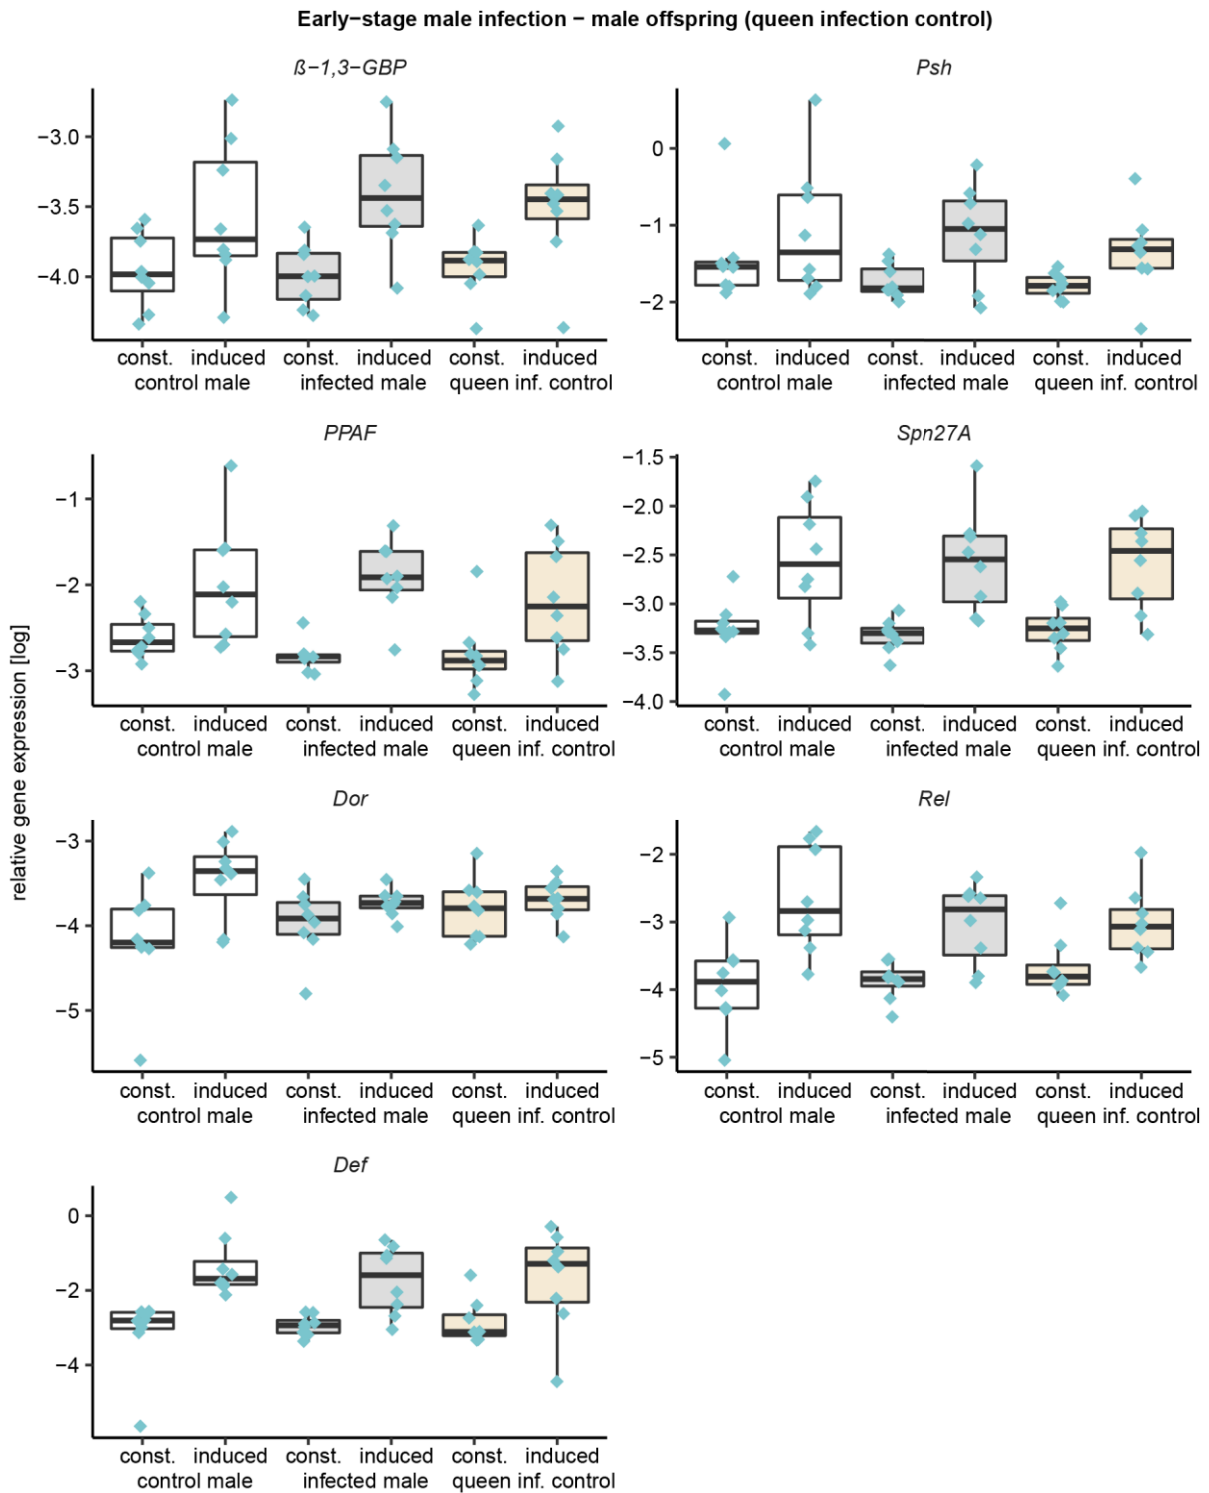 Early−stage male infection − male offspring (queen infection control)
ß−1,3−GBP
Psh
−3.0
−3.5
−4.0
0
−1
−2
const. induced const. induced const. induced
control male infected male queen inf. control
const. induced const. induced const. induced
control male infected male queen inf. control
PPAF
Spn27A
−1
−2
−3
−1.5
−2.0
−2.5
−3.0
−3.5
−4.0
const. induced const. induced const. induced
control male infected male queen inf. control
const. induced const. induced const. induced
control male infected male queen inf. control
relative gene expression [log]
Dor
Rel
−3
−4
−5
−2
−3
−4
−5
const. induced const. induced const. induced
control male infected male queen inf. control
const. induced const. induced const. induced
control male infected male queen inf. control
Def
0
−2
−4
const. induced const. induced const. induced
control male infected male queen inf. control